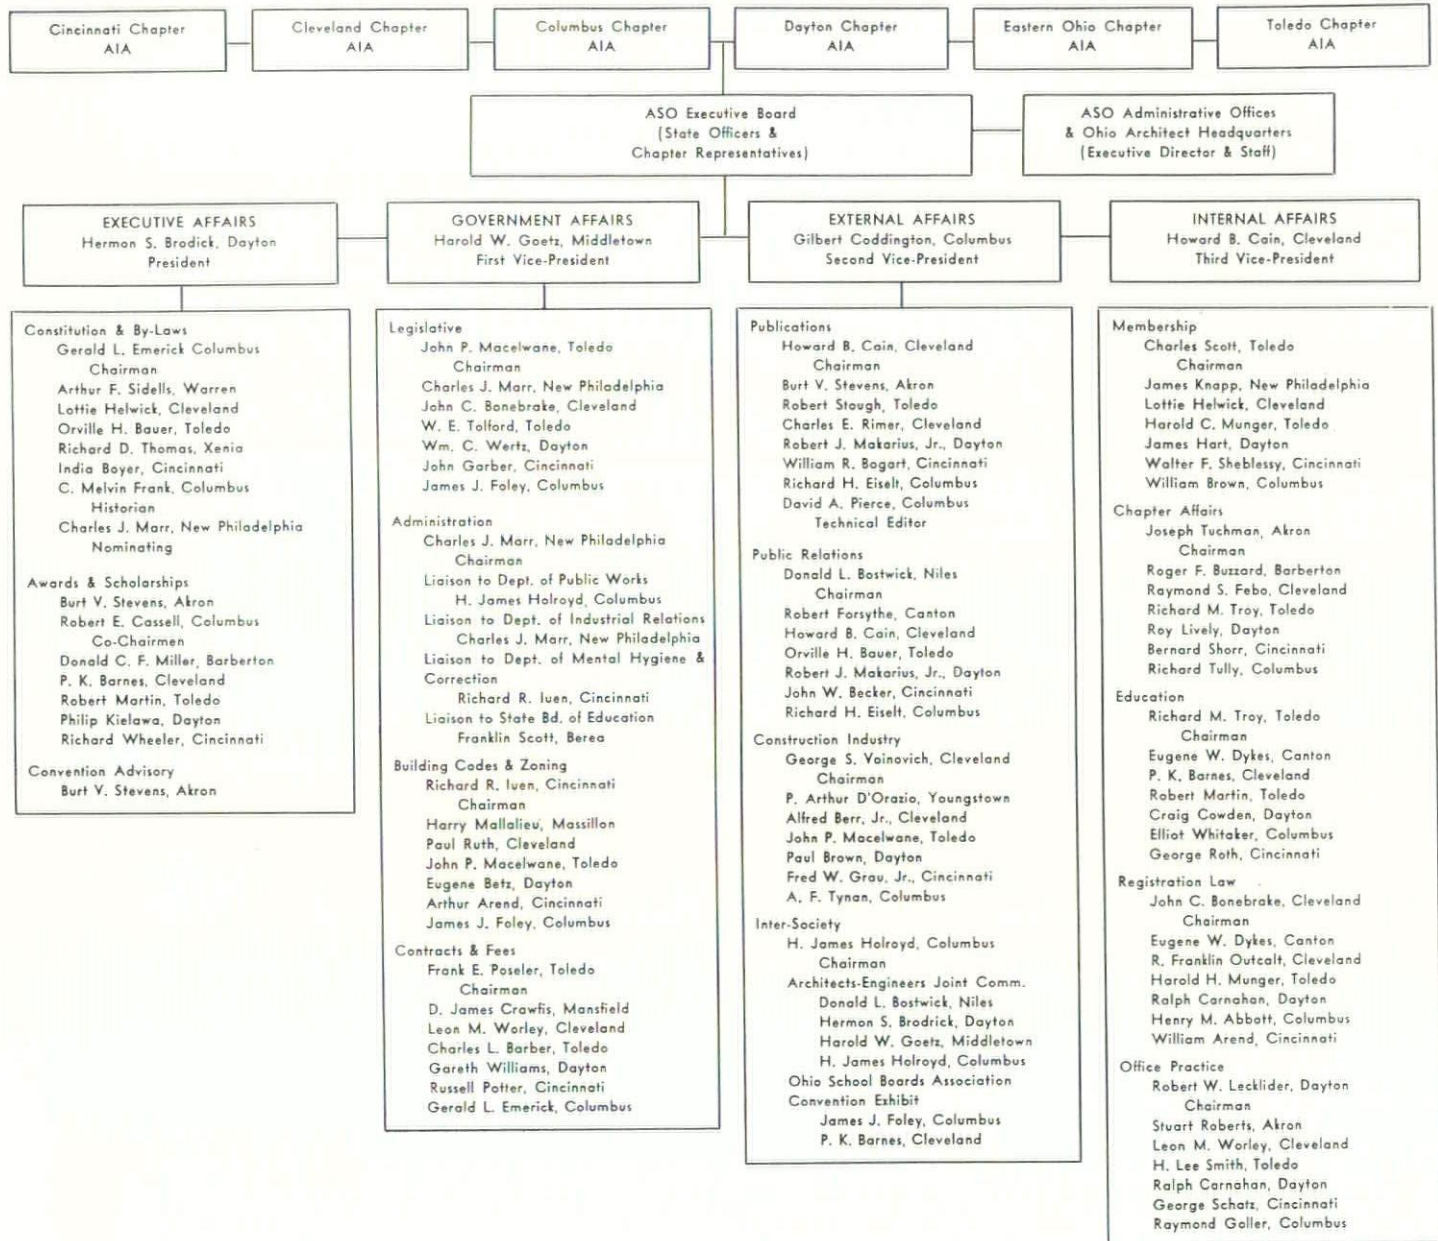 Cincinnati Chapter
AIA
Cleveland Chapter
AIA
Columbus Chapter
AIA
Dayton Chapter
AIA
Eastern Ohio Chapter
AIA
Toledo Chapter
AIA
ASO Executive Board
(State Officers &
Chapter Representatives)
ASO Administrative Offices
& Ohio Architect Headquarters
(Executive Director & Staff)
EXECUTIVE AFFAIRS
Hermon S. Brodick, Dayton
President
GOVERNMENT AFFAIRS
Harold W. Goetz, Middletown
First Vice-President
EXTERNAL AFFAIRS
Gilbert Coddington, Columbus
Second Vice-President
INTERNAL AFFAIRS
Howard B. Cain, Cleveland
Third Vice-President
Constitution & By-Laws
Gerald L. Emerick Columbus
Chairman
Arthur F. Sidells, Warren
Lottie Helwick, Cleveland
Orville H. Bauer, Toledo
Richard D. Thomas, Xenia
India Boyer, Cincinnati
C. Melvin Frank, Columbus
Historian
Charles J. Marr, New Philadelphia
Nominating
Awards & Scholarships
Burt V. Stevens, Akron
Robert E. Cassell, Columbus
Co-Chairmen
Donald C. F. Miller, Barberton
P. K. Barnes, Cleveland
Robert Martin, Toledo
Philip Kielawa, Dayton
Richard Wheeler, Cincinnati
Convention Advisory
Burt V. Stevens, Akron
Legislative
John P. Macelwane, Toledo
Chairman
Charles J. Marr, New Philadelphia
John C. Bonebrake, Cleveland
W. E. Tolford, Toledo
Wm. C. Wertz, Dayton
John Garber, Cincinnati
James J. Foley, Columbus
Administration
Charles J. Marr, New Philadelphia
Chairman
Liaison to Dept. of Public Works
H. James Holroyd, Columbus
Liaison to Dept. of Industrial Relations
Charles J. Marr, New Philadelphia
Liaison to Dept. of Mental Hygiene &
Correction
Richard R. Iuen, Cincinnati
Liaison to State Bd. of Education
Franklin Scott, Berea
Building Codes & Zoning
Richard R. Iuen, Cincinnati
Chairman
Harry Mallalieu, Massillon
Paul Ruth, Cleveland
John P. Macelwane, Toledo
Eugene Betz, Dayton
Arthur Arend, Cincinnati
James J. Foley, Columbus
Contracts & Fees
Frank E. Poseler, Toledo
Chairman
D. James Crawfis, Mansfield
Leon M. Worley, Cleveland
Charles L. Barber, Toledo
Gareth Williams, Dayton
Russell Potter, Cincinnati
Gerald L. Emerick, Columbus
Publications
Howard B. Cain, Cleveland
Chairman
Burt V. Stevens, Akron
Robert Stough, Toledo
Charles E. Rimer, Cleveland
Robert J. Makarius, Jr., Dayton
William R. Bogart, Cincinnati
Richard H. Eiselt, Columbus
David A. Pierce, Columbus
Technical Editor
Public Relations
Donald L. Bostwick, Niles
Chairman
Robert Forsythe, Canton
Howard B. Cain, Cleveland
Orville H. Bauer, Toledo
Robert J. Makarius, Jr., Dayton
John W. Becker, Cincinnati
Richard H. Eiselt, Columbus
Construction Industry
George S. Voinovich, Cleveland
Chairman
P. Arthur D'Orazio, Youngstown
Alfred Berr, Jr., Cleveland
John P. Macelwane, Toledo
Paul Brown, Dayton
Fred W. Grau, Jr., Cincinnati
A. F. Tynan, Columbus
Inter-Society
H. James Holroyd, Columbus
Chairman
Architects-Engineers Joint Comm.
Donald L. Bostwick, Niles
Hermon S. Brodrick, Dayton
Harold W. Goetz, Middletown
H. James Holroyd, Columbus
Ohio School Boards Association
Convention Exhibit
James J. Foley, Columbus
P. K. Barnes, Cleveland
Membership
Charles Scott, Toledo
Chairman
James Knapp, New Philadelphia
Lottie Helwick, Cleveland
Harold C. Munger, Toledo
James Hart, Dayton
Walter F. Sheblessy, Cincinnati
William Brown, Columbus
Chapter Affairs
Joseph Tuchman, Akron
Chairman
Roger F. Buzzard, Barberton
Raymond S. Febo, Cleveland
Richard M. Troy, Toledo
Roy Lively, Dayton
Bernard Shorr, Cincinnati
Richard Tully, Columbus
Education
Richard M. Troy, Toledo
Chairman
Eugene W. Dykes, Canton
P. K. Barnes, Cleveland
Robert Martin, Toledo
Craig Cowden, Dayton
Elliot Whitaker, Columbus
George Roth, Cincinnati
Registration Law
John C. Bonebrake, Cleveland
Chairman
Eugene W. Dykes, Canton
R. Franklin Outcalt, Cleveland
Harold H. Munger, Toledo
Ralph Carnahan, Dayton
Henry M. Abbott, Columbus
William Arend, Cincinnati
Office Practice
Robert W. Lecklider, Dayton
Chairman
Stuart Roberts, Akron
Leon M. Worley, Cleveland
H. Lee Smith, Toledo
Ralph Carnahan, Dayton
George Schatz, Cincinnati
Raymond Goller, Columbus